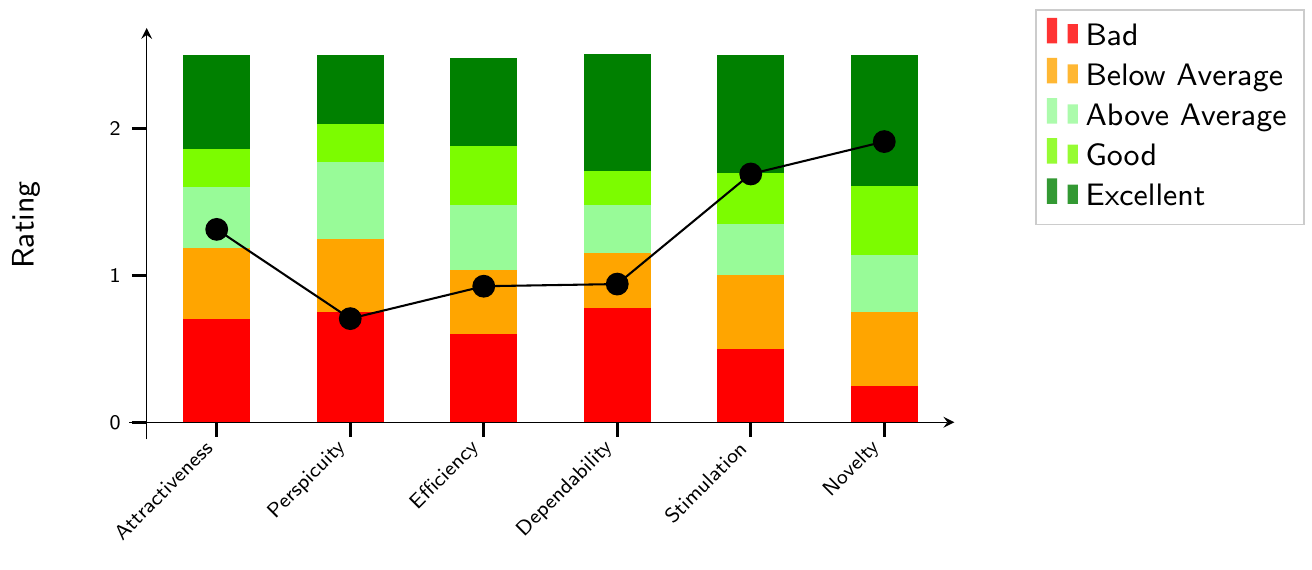 Rating
2
1
0
Attractiveness
Perspicuity
Efficiency
Dependability
Stimulation
Novelty
Bad
Below Average
Above Average
Good
Excellent